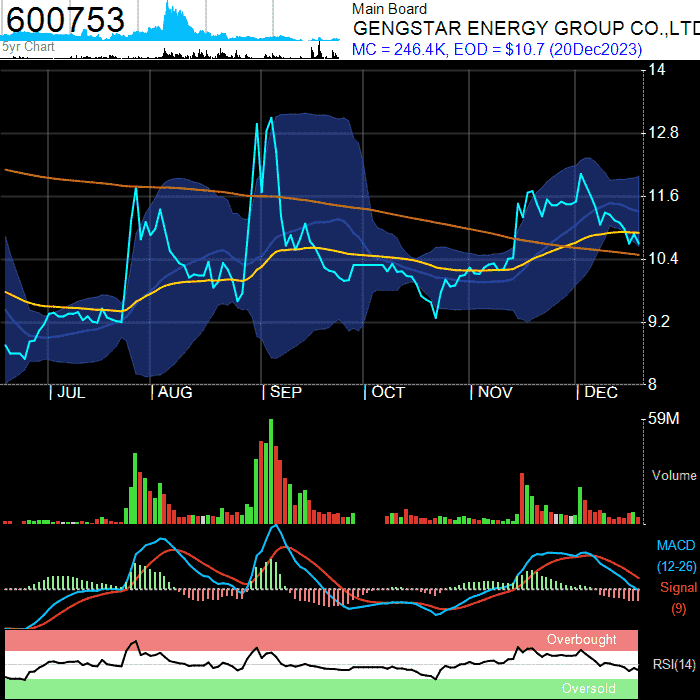 600753
5yr Chart
Main Board
GENGSTAR ENERGY GROUP CO.,LTD
MC = 246.4K, EOD = $10.7 (20Dec2023)
14
12.8
11.6
10.4
9.2
8
JUL
AUG
SEP
OCT
NOV
DEC
59M
Volume
MACD
(12-26)
Signal
(9)
Overbought
RSI(14)
Oversold